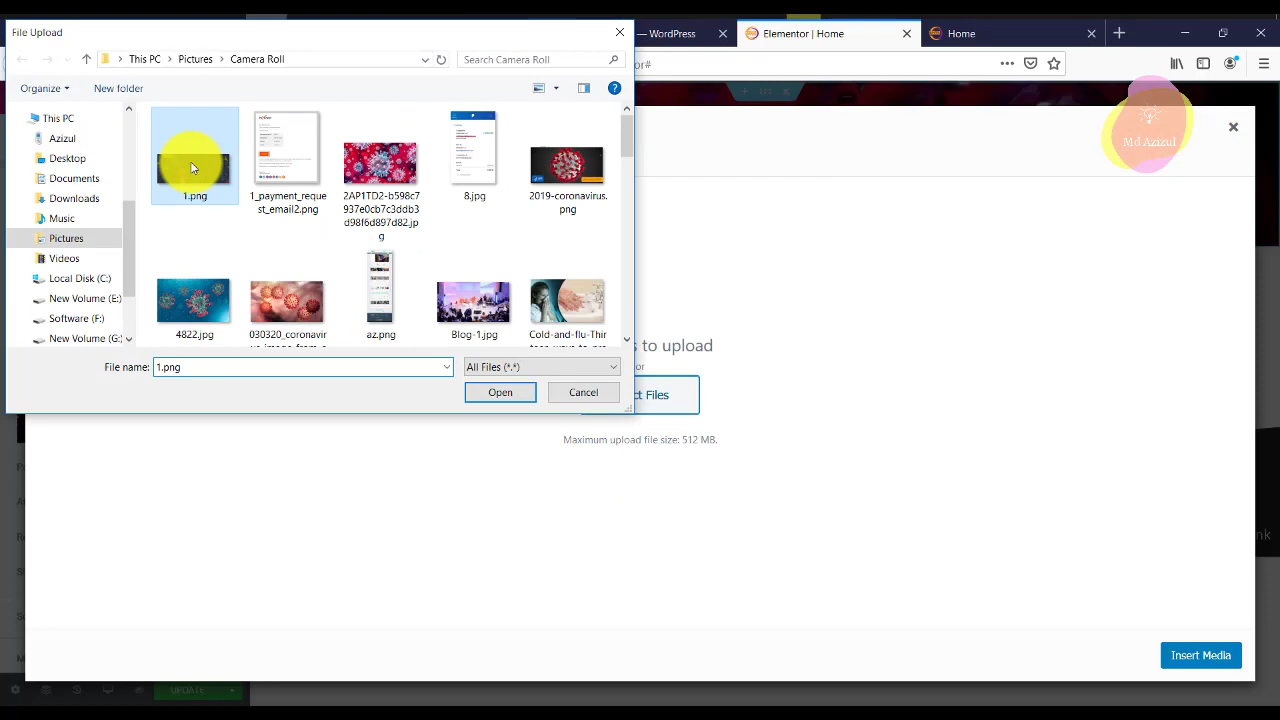 File Upload
— WordPress
Elementor | Home
Home
This PC
Pictures
Camera Roll
Search Camera Roll
or#
Organize
New folder
This PC
Azizul
Desktop
Documents
Downloads
Music
Pictures
Videos
Local Disk (C:)
New Volume (E:)
Software (F:)
New Volume (G:)
1.png
1_payment_reque
st_email2.png
2AP1TD2-b598c7
937e0cb7c3ddb3
d98f6d897d82.jp
g
8.jpg
2019-coronavirus.
png
4822.jpg
030320_coronavir
az.png
Blog-1.jpg
Cold-and-flu-Thir
File name:
1.png
All Files (*.*)
Open
Cancel
Md Azizul
s to upload
or
ct Files
Maximum upload file size: 512 MB.
nk
Insert Media
UPDATE